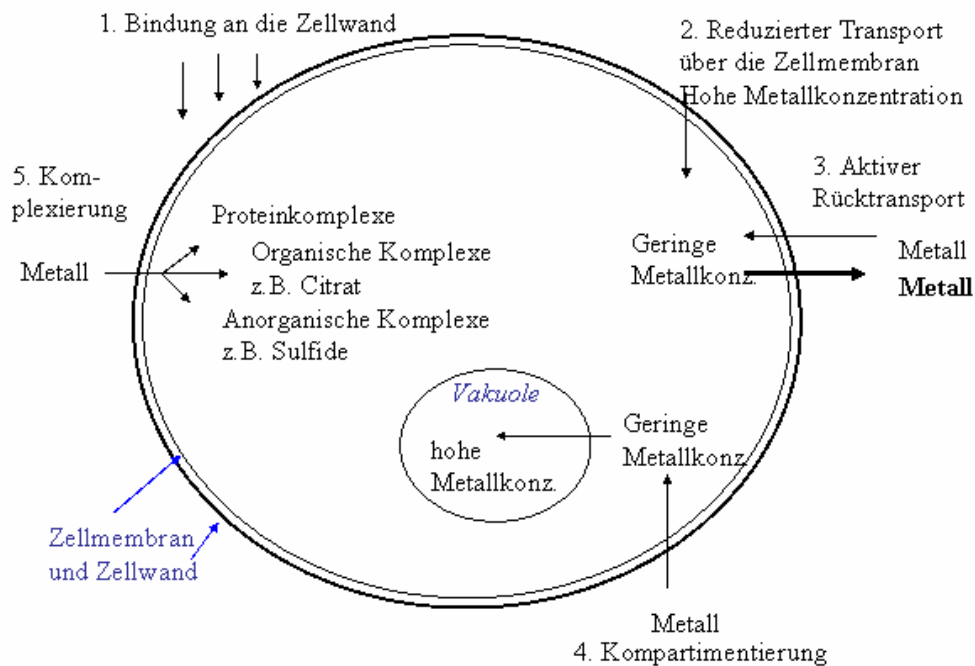 1. Bindung an die Zellwand
2. Reduzierter Transport
über die Zellmembran
Hohe Metallkonzentration
3. Aktiver
Rücktransport
5. Kom-
plexierung
Proteinkomplexe
Organische Komplexe
z.B. Citrat
Metall
Anorganische Komplexe
z.B. Sulfide
Geringe
Metallkonz.
Metall
Metall
Vakuole
hohe
Metallkonz.
Geringe
Metallkonz.
Zellmembran
und Zellwand
Metall
4. Kompartimentierung